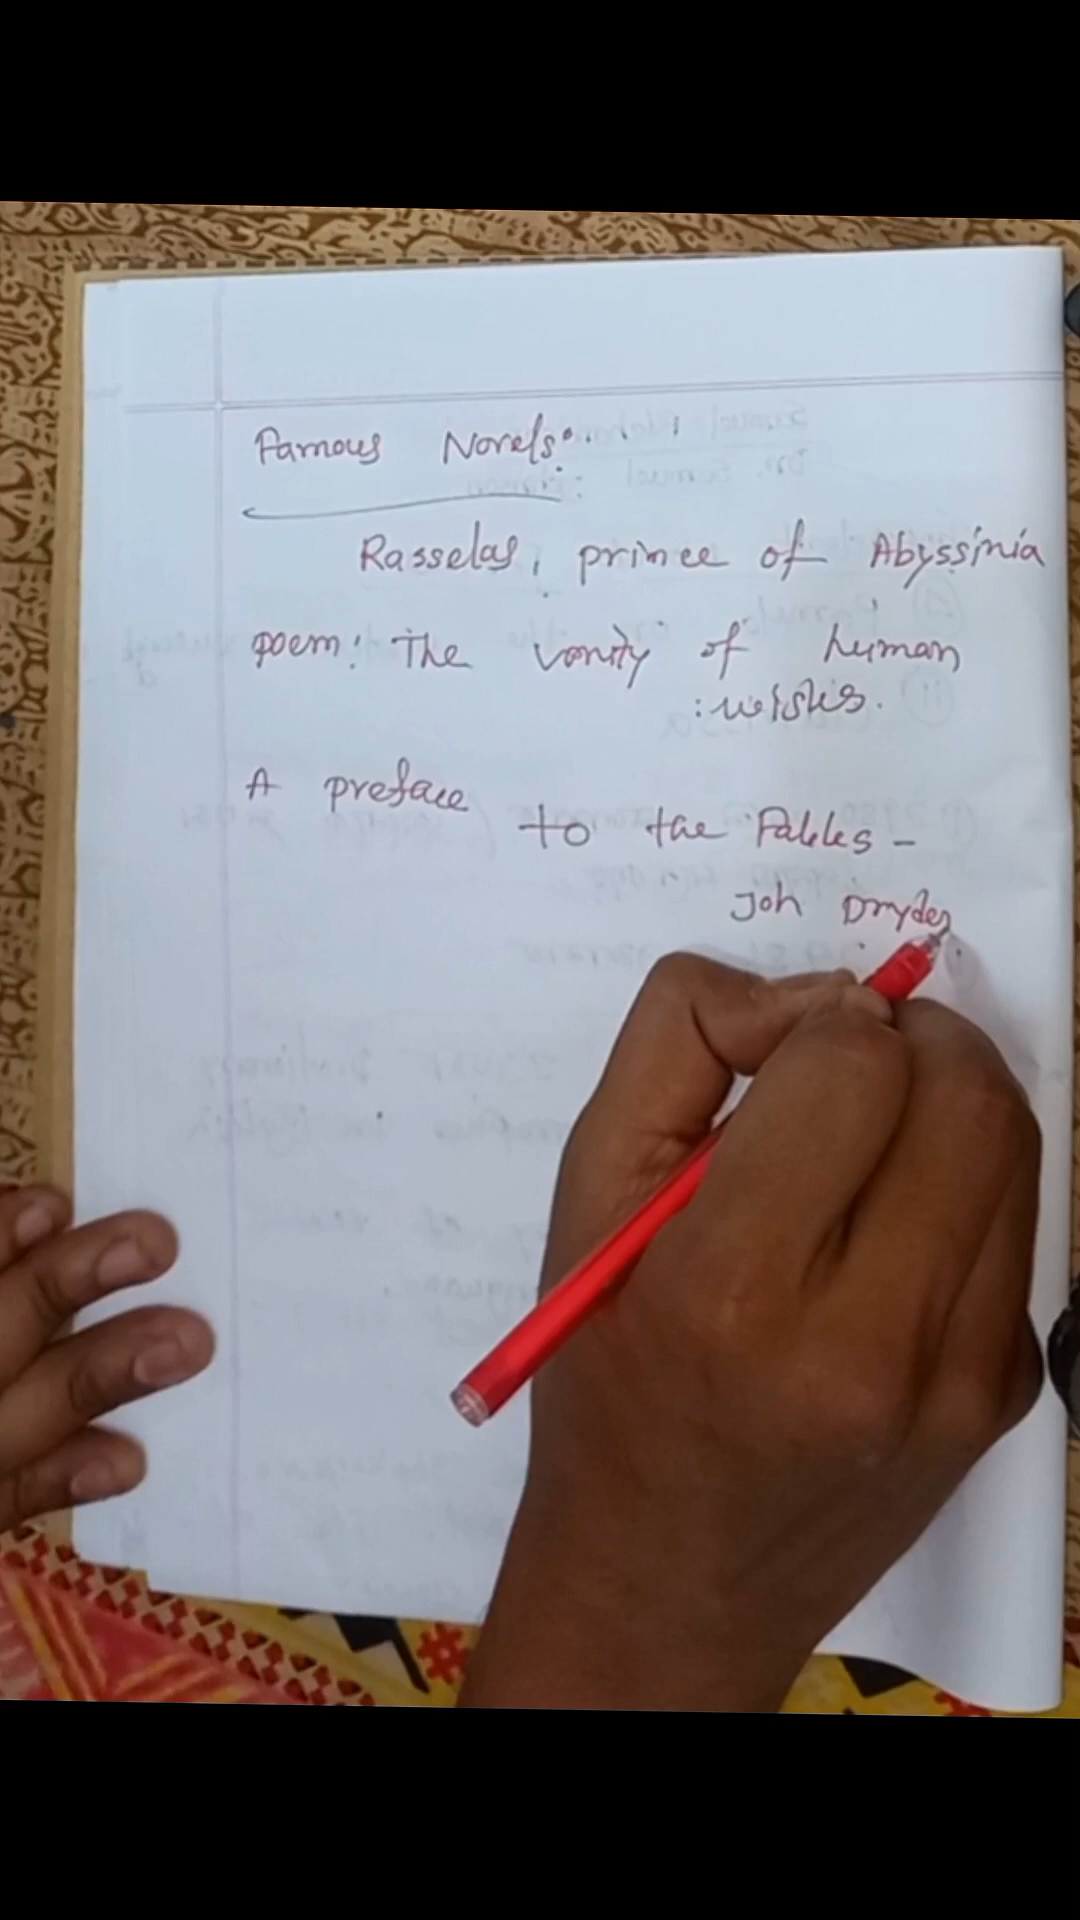 Famous Novels :
Rasselas, prince of Abyssinia
poem: The vanity of human
wishes.
A preface
to the Fables -
Joh Dryden